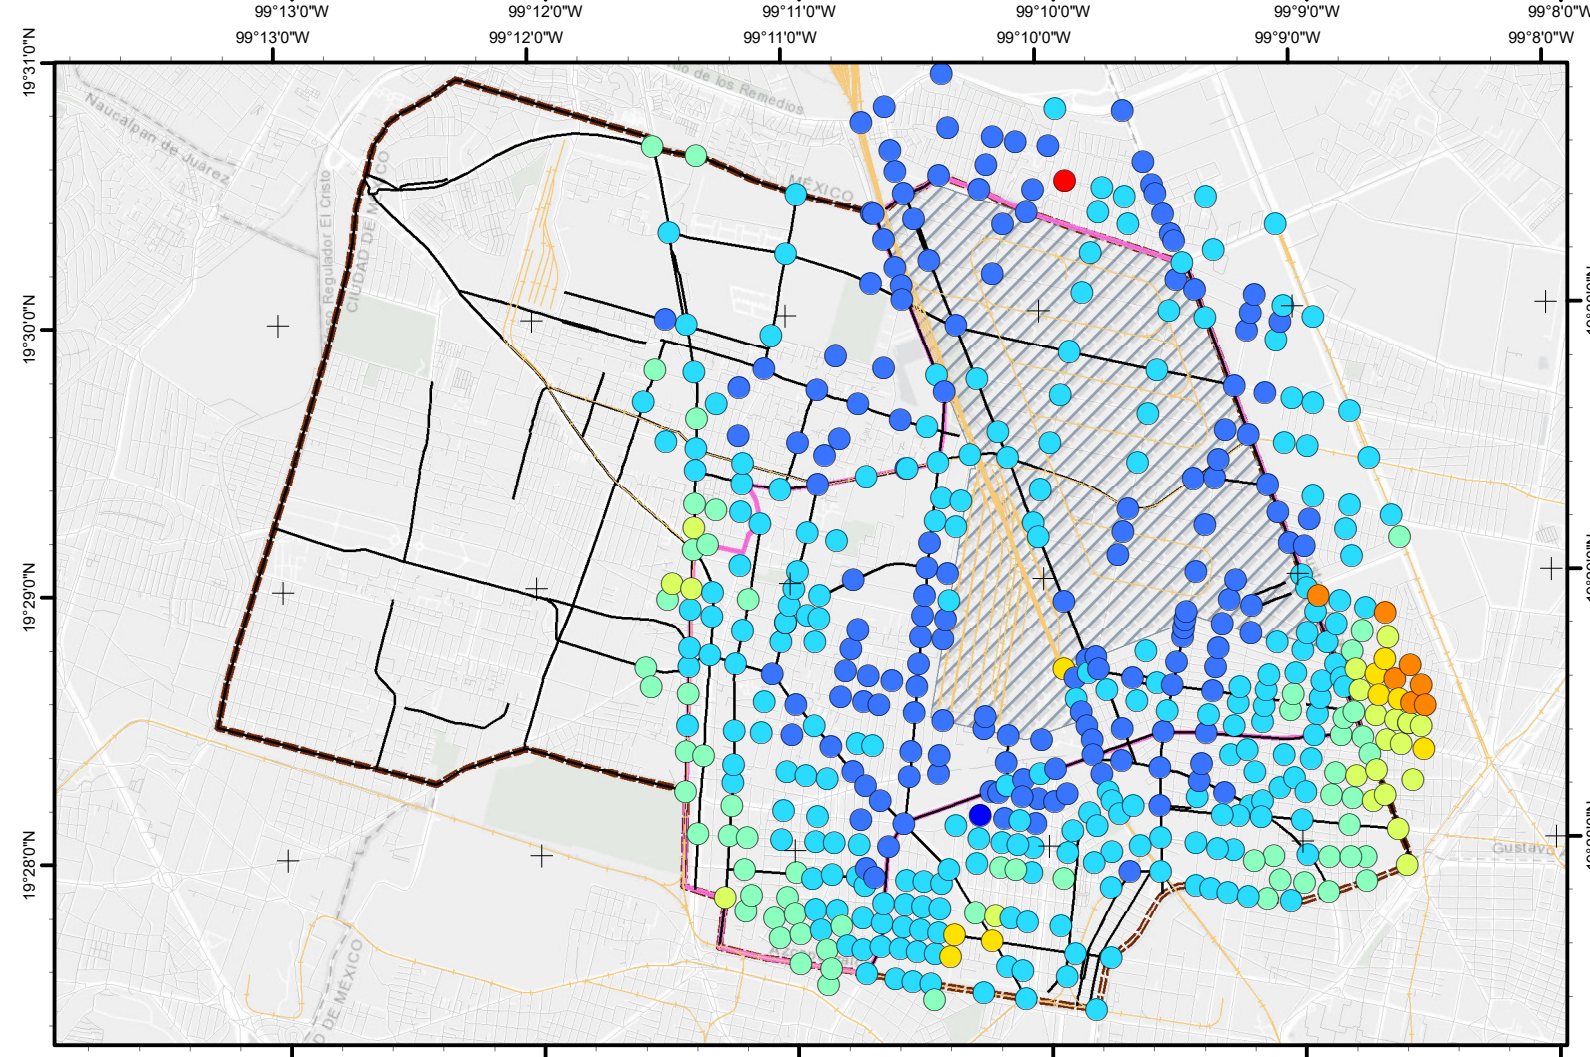 99°13'0"W 99°12'0"W 99°11'0"W 99°10'0"W 99°9'0"W 99°8'0"W
99°13'0"W 99°12'0"W 99°11'0"W 99°10'0"W 99°9'0"W 99°8'0"W
19°31'0"N
19°30'0"N
19°29'0"N
19°28'0"N
de los Remedios
Naucalpan de Juárez
MÉXICO
Regulador El Cristo
CIUDAD DE
CO
Gustavo
DE MÉXICO